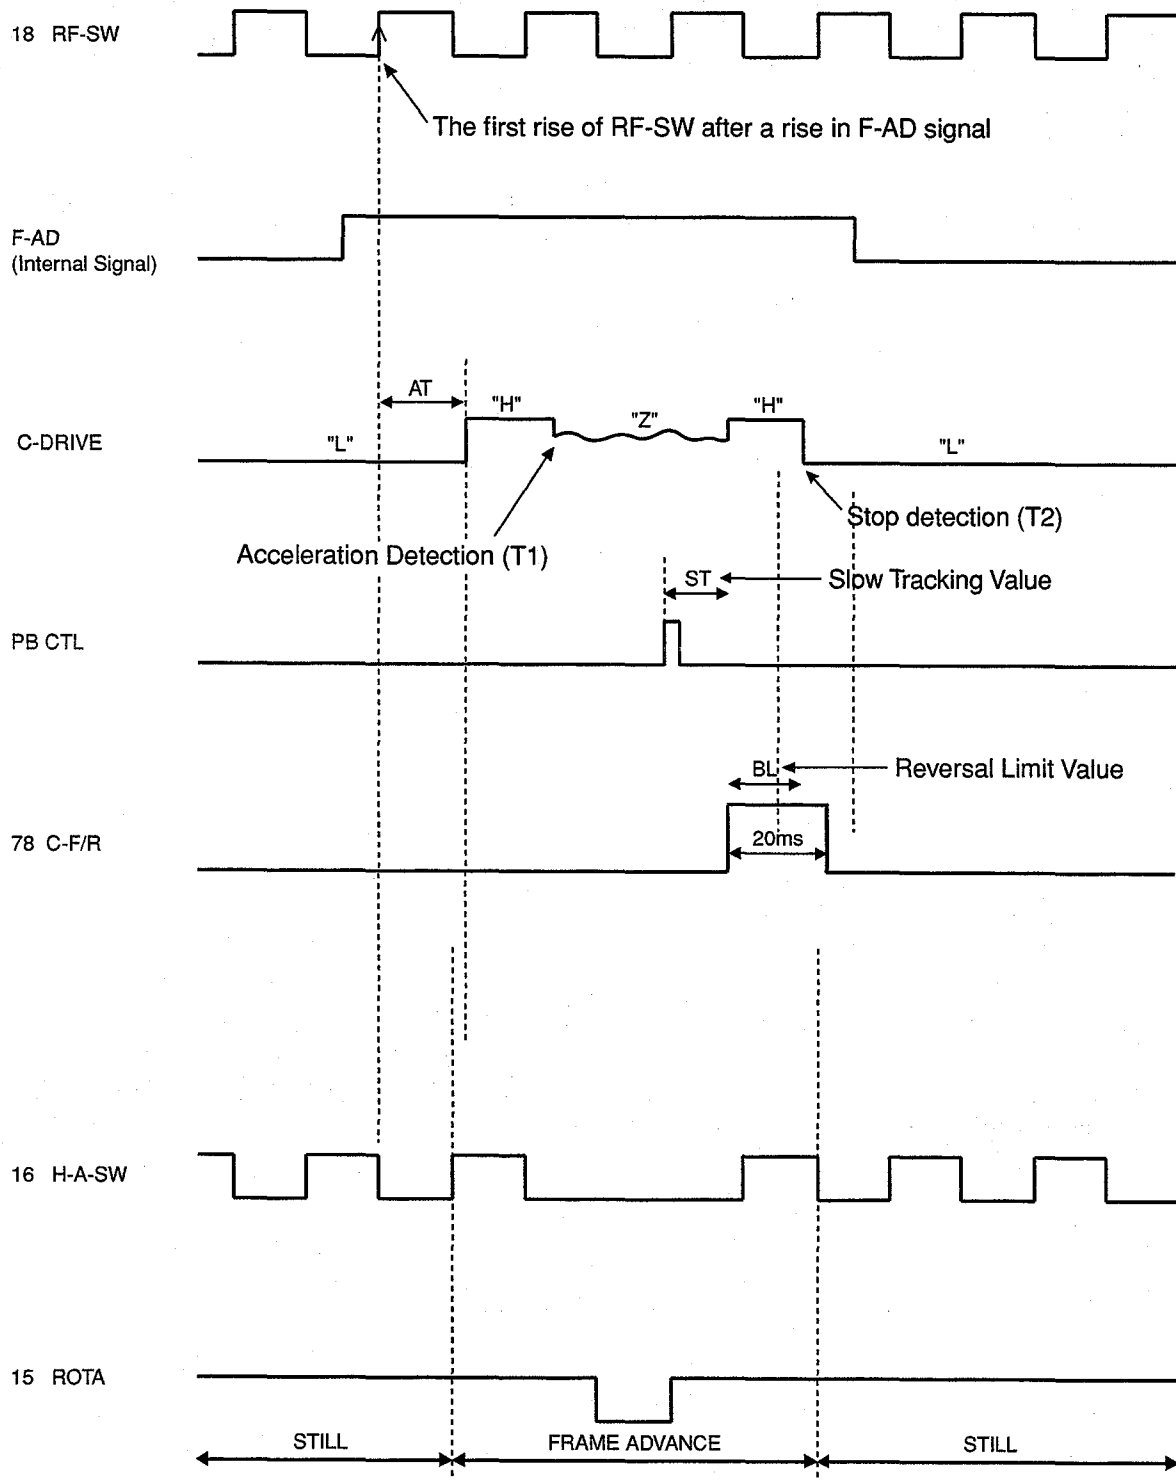 18 RF-SW
The first rise of RF-SW after a rise in F-AD signal
F-AD
(Internal Signal)
AT
"H"
"Z"
"H"
C-DRIVE
"L"
"L"
Stop detection (T2)
Acceleration Detection (T1)
ST
Slow Tracking Value
PB CTL
BL
Reversal Limit Value
78 C-F/R
20ms
16 H-A-SW
15 ROTA
STILL
FRAME ADVANCE
STILL